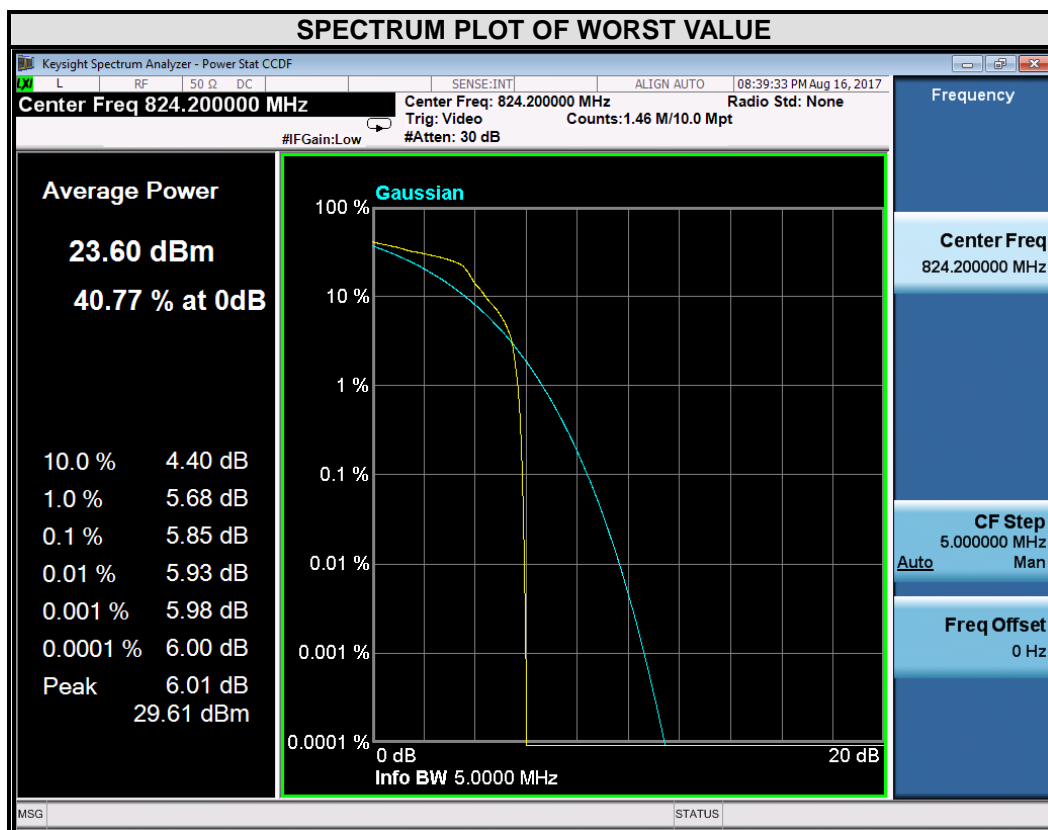 SPECTRUM PLOT OF WORST VALUE
Keysight Spectrum Analyzer - Power Stat CCDF
LXI L RF 50 Ω DC SENSE:INT ALIGN AUTO 08:39:33 PM Aug 16, 2017
Center Freq 824.200000 MHz
Center Freq: 824.200000 MHz Radio Std: None
Trig: Video Counts:1.46 M/10.0 Mpt
#IFGain:Low #Atten: 30 dB
Average Power
23.60 dBm
40.77 % at 0dB
10.0 % 4.40 dB
1.0 % 5.68 dB
0.1 % 5.85 dB
0.01 % 5.93 dB
0.001 % 5.98 dB
0.0001 % 6.00 dB
Peak 6.01 dB
29.61 dBm
Gaussian
100 %
10 %
1 %
0.1 %
0.01 %
0.001 %
0.0001 %
0 dB 20 dB
Info BW 5.0000 MHz
Frequency
Center Freq
824.200000 MHz
CF Step
5.000000 MHz
Auto Man
Freq Offset
0 Hz
MSG STATUS